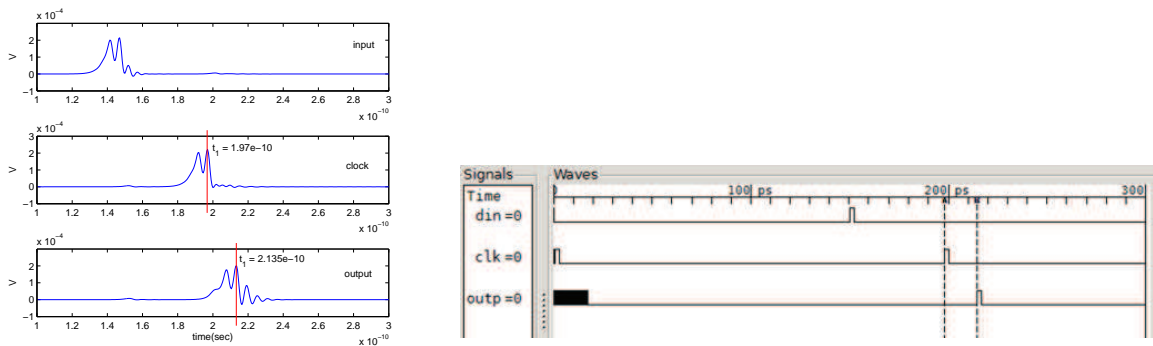 x 10⁻⁴
2
1
0
−1
V
input
1 1.2 1.4 1.6 1.8 2 2.2 2.4 2.6 2.8 3
x 10⁻¹⁰
x 10⁻⁴
3
2
1
0
−1
V
t₁ = 1.97e−10
clock
1 1.2 1.4 1.6 1.8 2 2.2 2.4 2.6 2.8 3
x 10⁻¹⁰
x 10⁻⁴
3
2
1
0
−1
V
t₁ = 2.135e−10
output
1 1.2 1.4 1.6 1.8 2 2.2 2.4 2.6 2.8 3
time(sec)
x 10⁻¹⁰
Signals Waves
Time
100 ps 200 ps 300
din=0
clk=0
outp=0